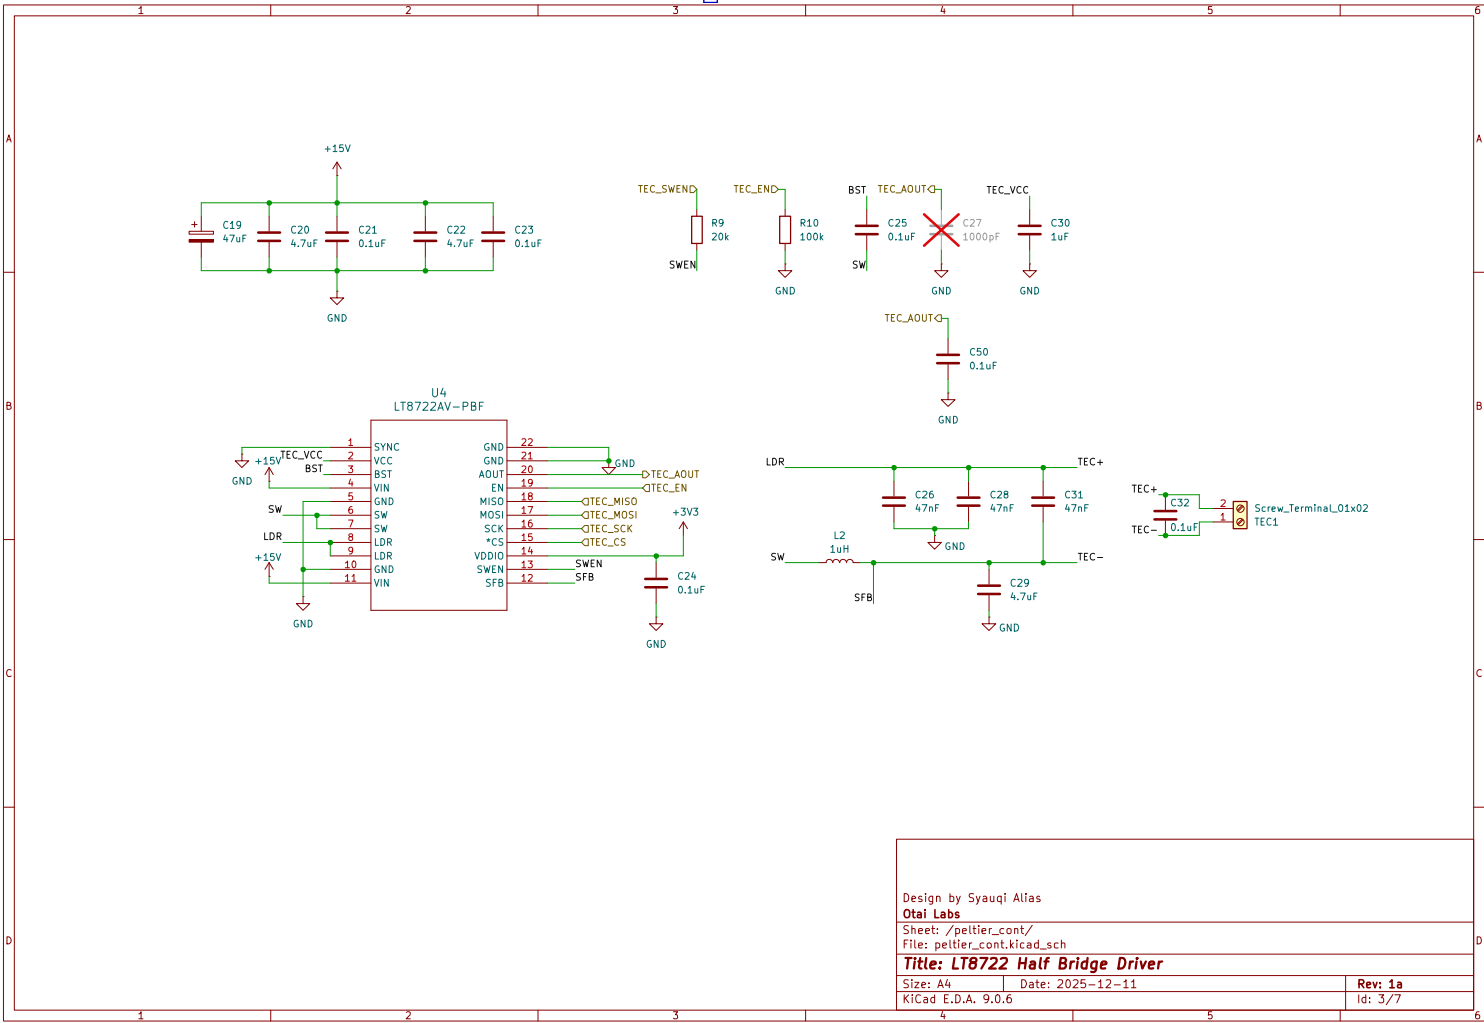 1 2 3 4 5 6
A
A
+15V
C19
47uF
C20
4.7uF
C21
0.1uF
C22
4.7uF
C23
0.1uF
GND
TEC_SWEN
R9
20k
SWEN
TEC_EN
R10
100k
GND
BST
C25
0.1uF
SW
TEC_AOUT
C27
1000pF
GND
TEC_VCC
C30
1uF
GND
TEC_AOUT
C50
0.1uF
GND
B
B
U4
LT8722AV-PBF
1 SYNC
2 VCC
3 BST
4 VIN
5 GND
6 SW
7 SW
8 LDR
9 LDR
10 GND
11 VIN
GND 22
GND 21
AOUT 20
EN 19
MISO 18
MOSI 17
SCK 16
*CS 15
VDDIO 14
SWEN 13
SFB 12
GND
+15V
TEC_VCC
BST
SW
LDR
+15V
GND
GND
TEC_AOUT
TEC_EN
TEC_MISO
TEC_MOSI
TEC_SCK
TEC_CS
+3V3
SWEN
SFB
C24
0.1uF
GND
LDR
TEC+
C26
47nF
C28
47nF
C31
47nF
GND
SW
L2
1uH
TEC-
SFB
C29
4.7uF
GND
TEC+
C32
0.1uF
TEC-
2
1
Screw_Terminal_01x02
TEC1
C
C
D
D
Design by Syauqi Alias
Otai Labs
Sheet: /peltier_cont/
File: peltier_cont.kicad_sch
Title: LT8722 Half Bridge Driver
Size: A4 Date: 2025-12-11 Rev: 1a
KiCad E.D.A. 9.0.6 Id: 3/7
1 2 3 4 5 6